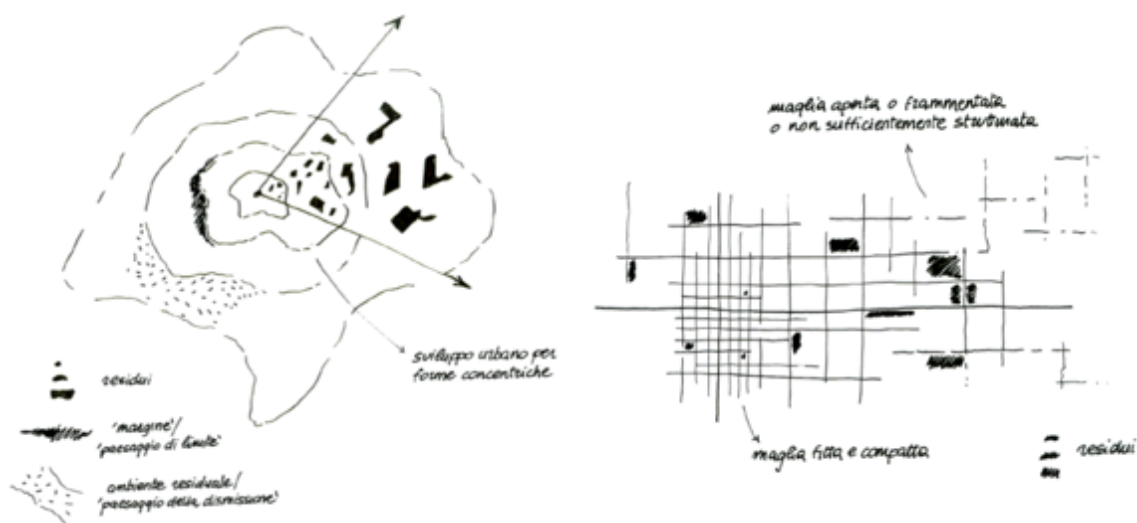 sviluppo urbano per
forme concentriche
residui
'margine'/
'paesaggio di limite'
ambiente residuale/
'paesaggio della dismissione'
maglia aperta o frammentata
o non sufficientemente strutturata
maglia fitta e compatta
residui